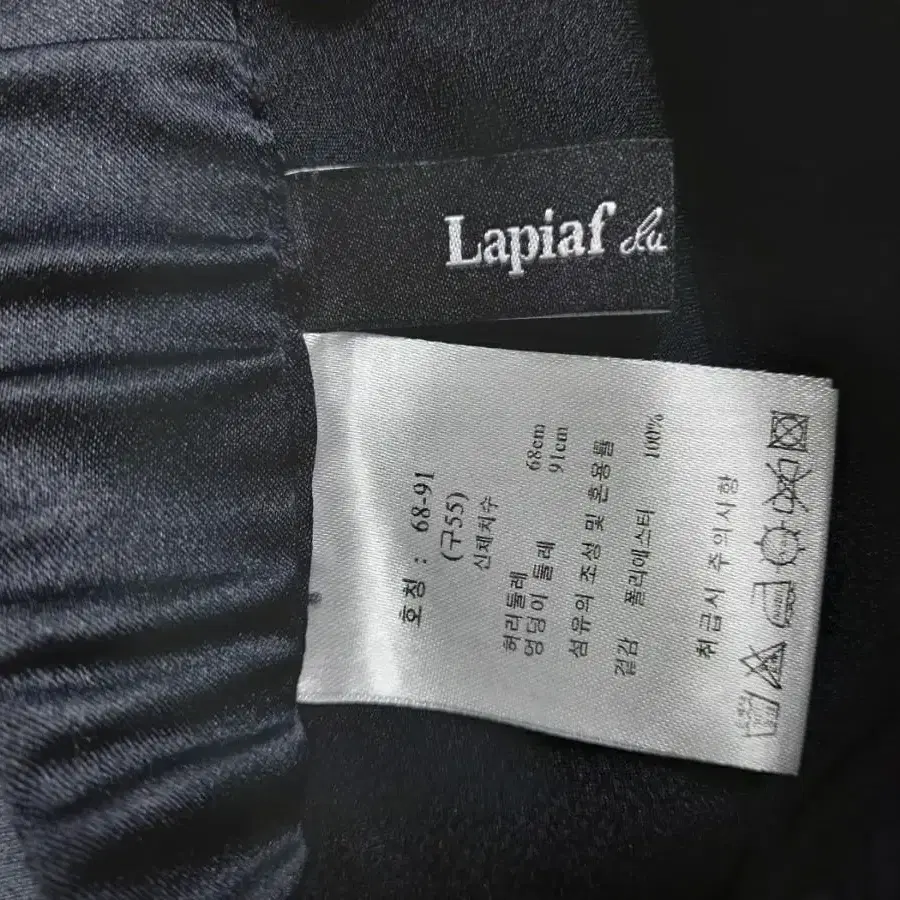 Lapiaf du
호칭 : 68-91
(구55)
신체치수
허리둘레 68cm
엉덩이 둘레 91cm
섬유의 조성 및 혼용률
겉감 폴리에스터 100%
취급시 주의사항